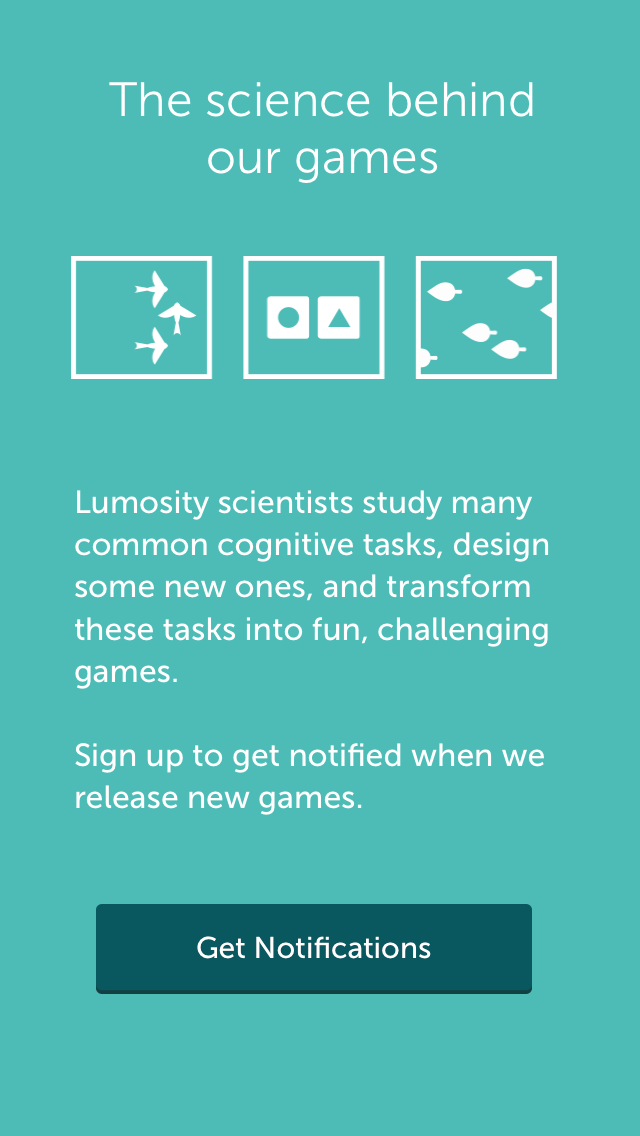 The science behind
our games
Lumosity scientists study many
common cognitive tasks, design
some new ones, and transform
these tasks into fun, challenging
games.
Sign up to get notified when we
release new games.
Get Notifications